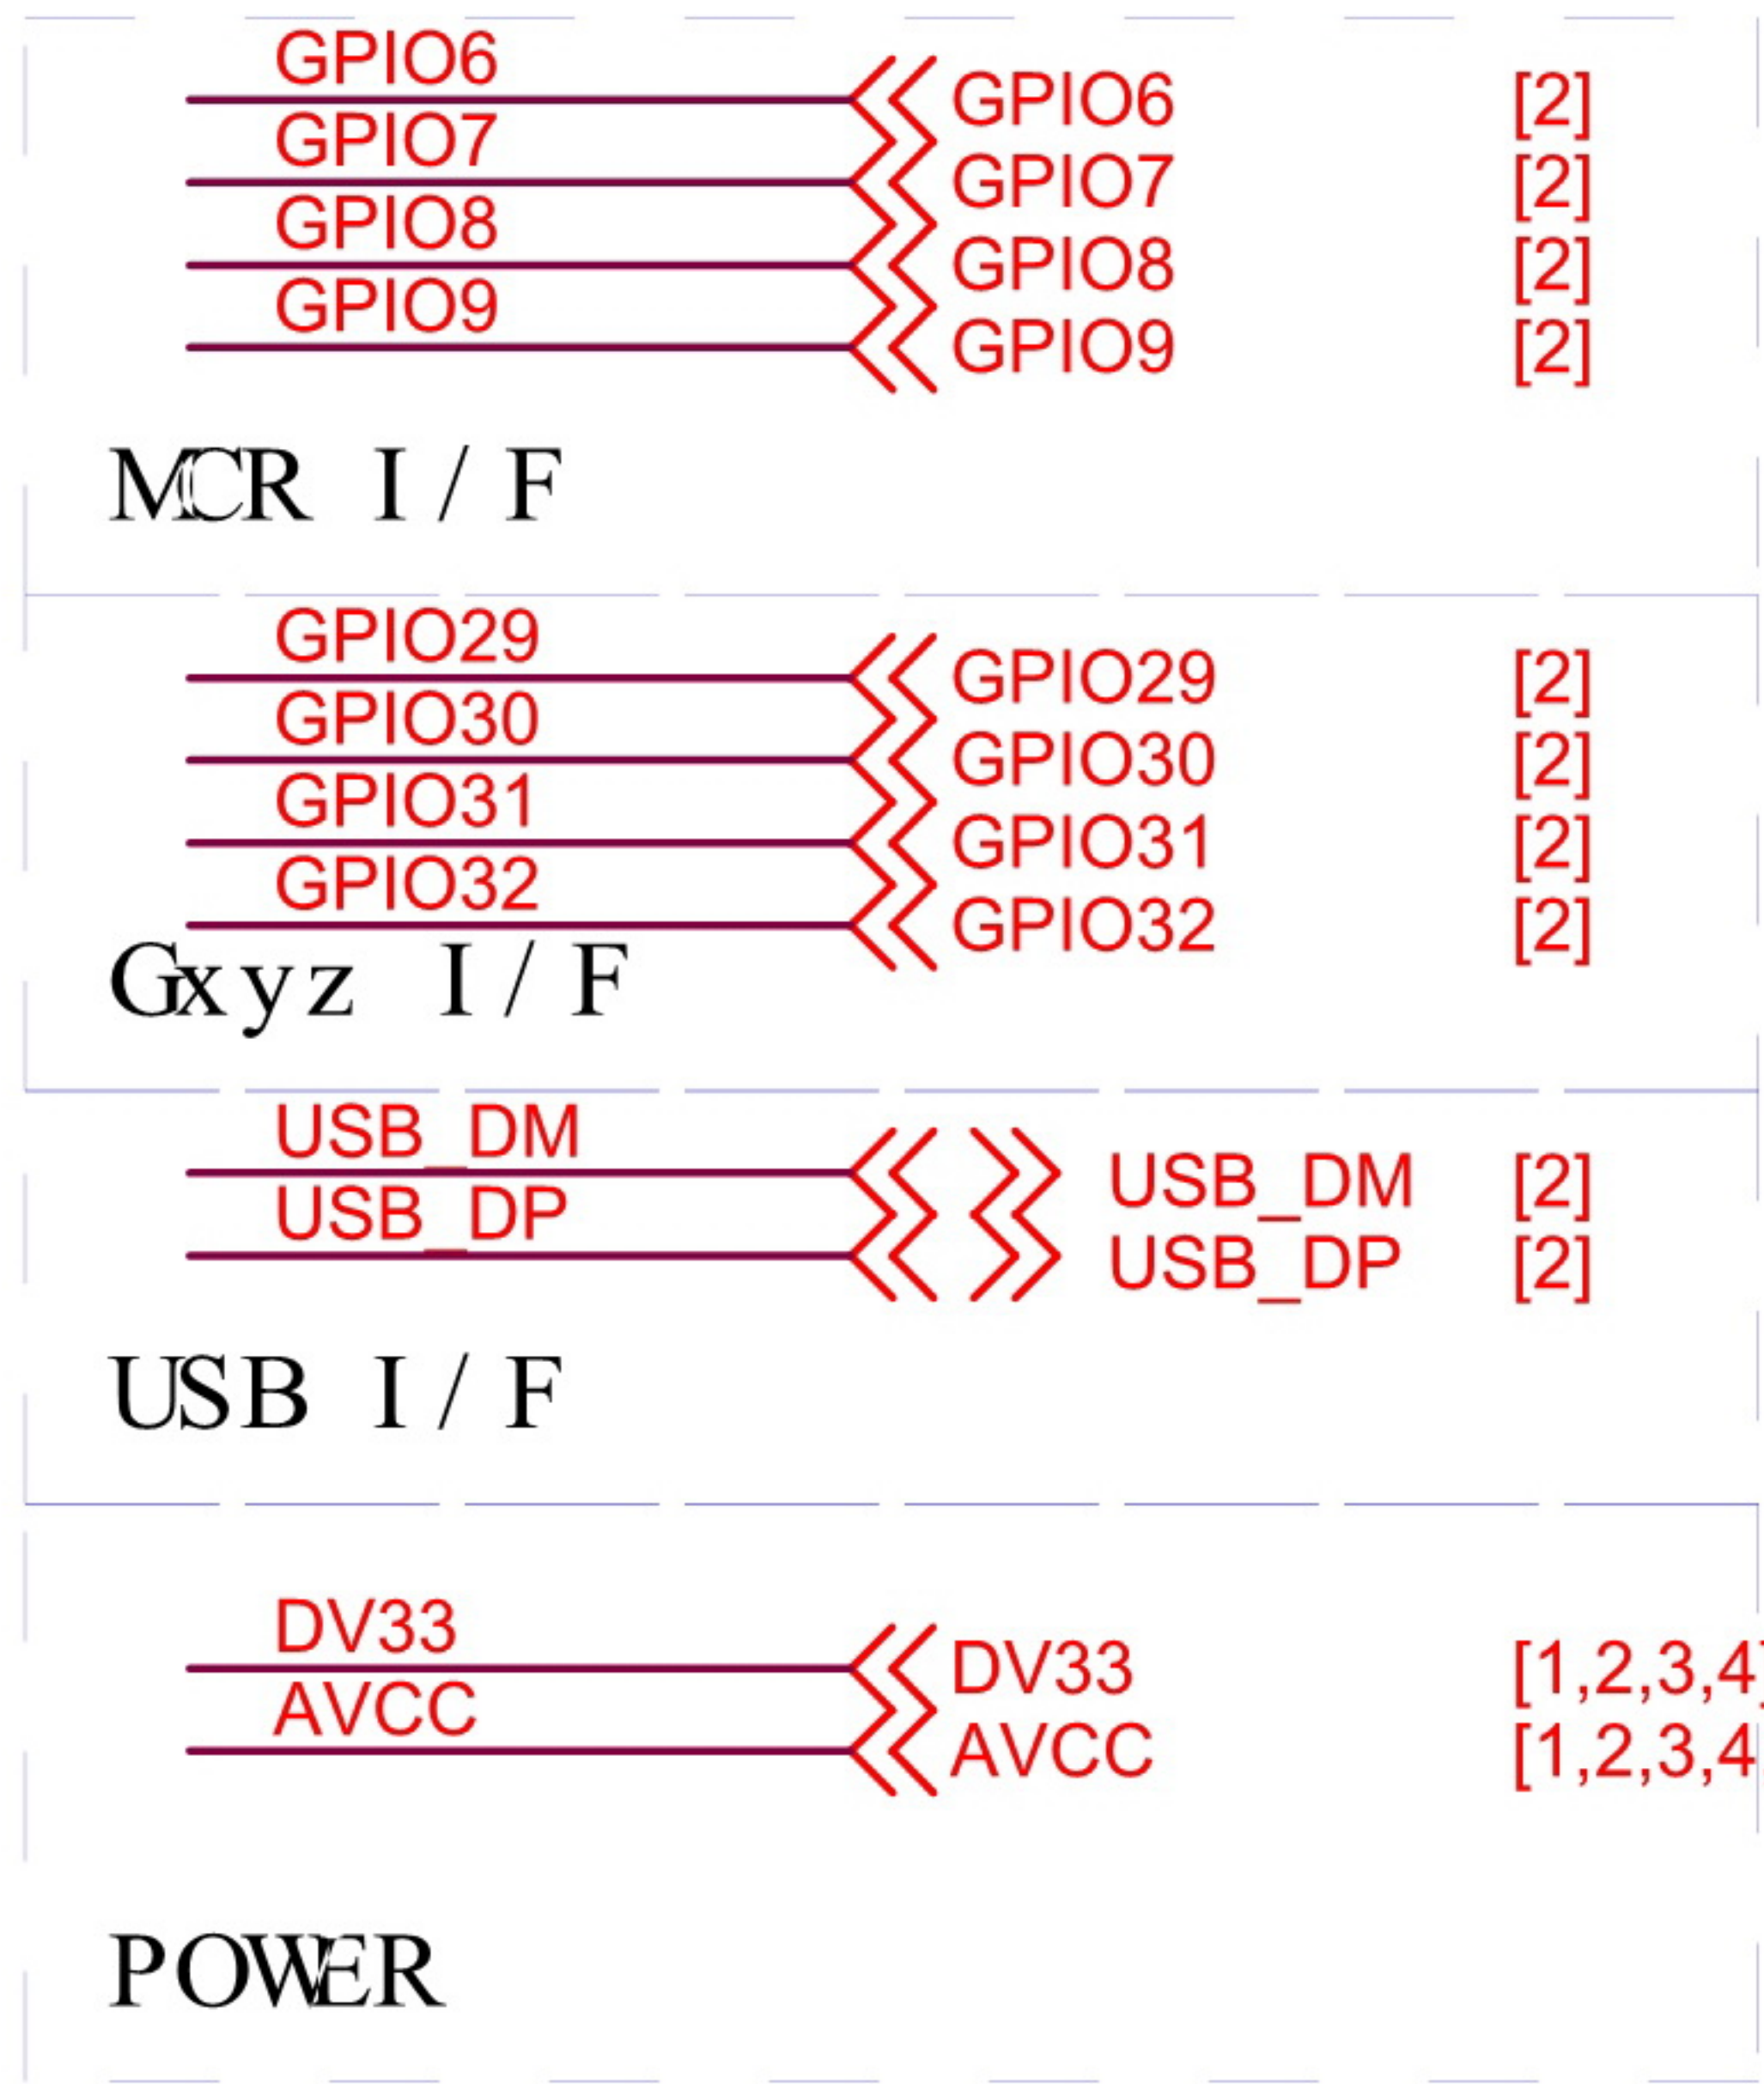 GPIO6
GPIO6 [2]
GPIO7
GPIO7 [2]
GPIO8
GPIO8 [2]
GPIO9
GPIO9 [2]
MCR I/F
GPIO29
GPIO29 [2]
GPIO30
GPIO30 [2]
GPIO31
GPIO31 [2]
GPIO32
GPIO32 [2]
Gxyz I/F
USB_DM
USB_DM [2]
USB_DP
USB_DP [2]
USB I/F
DV33
DV33 [1,2,3,4]
AVCC
AVCC [1,2,3,4
POWER